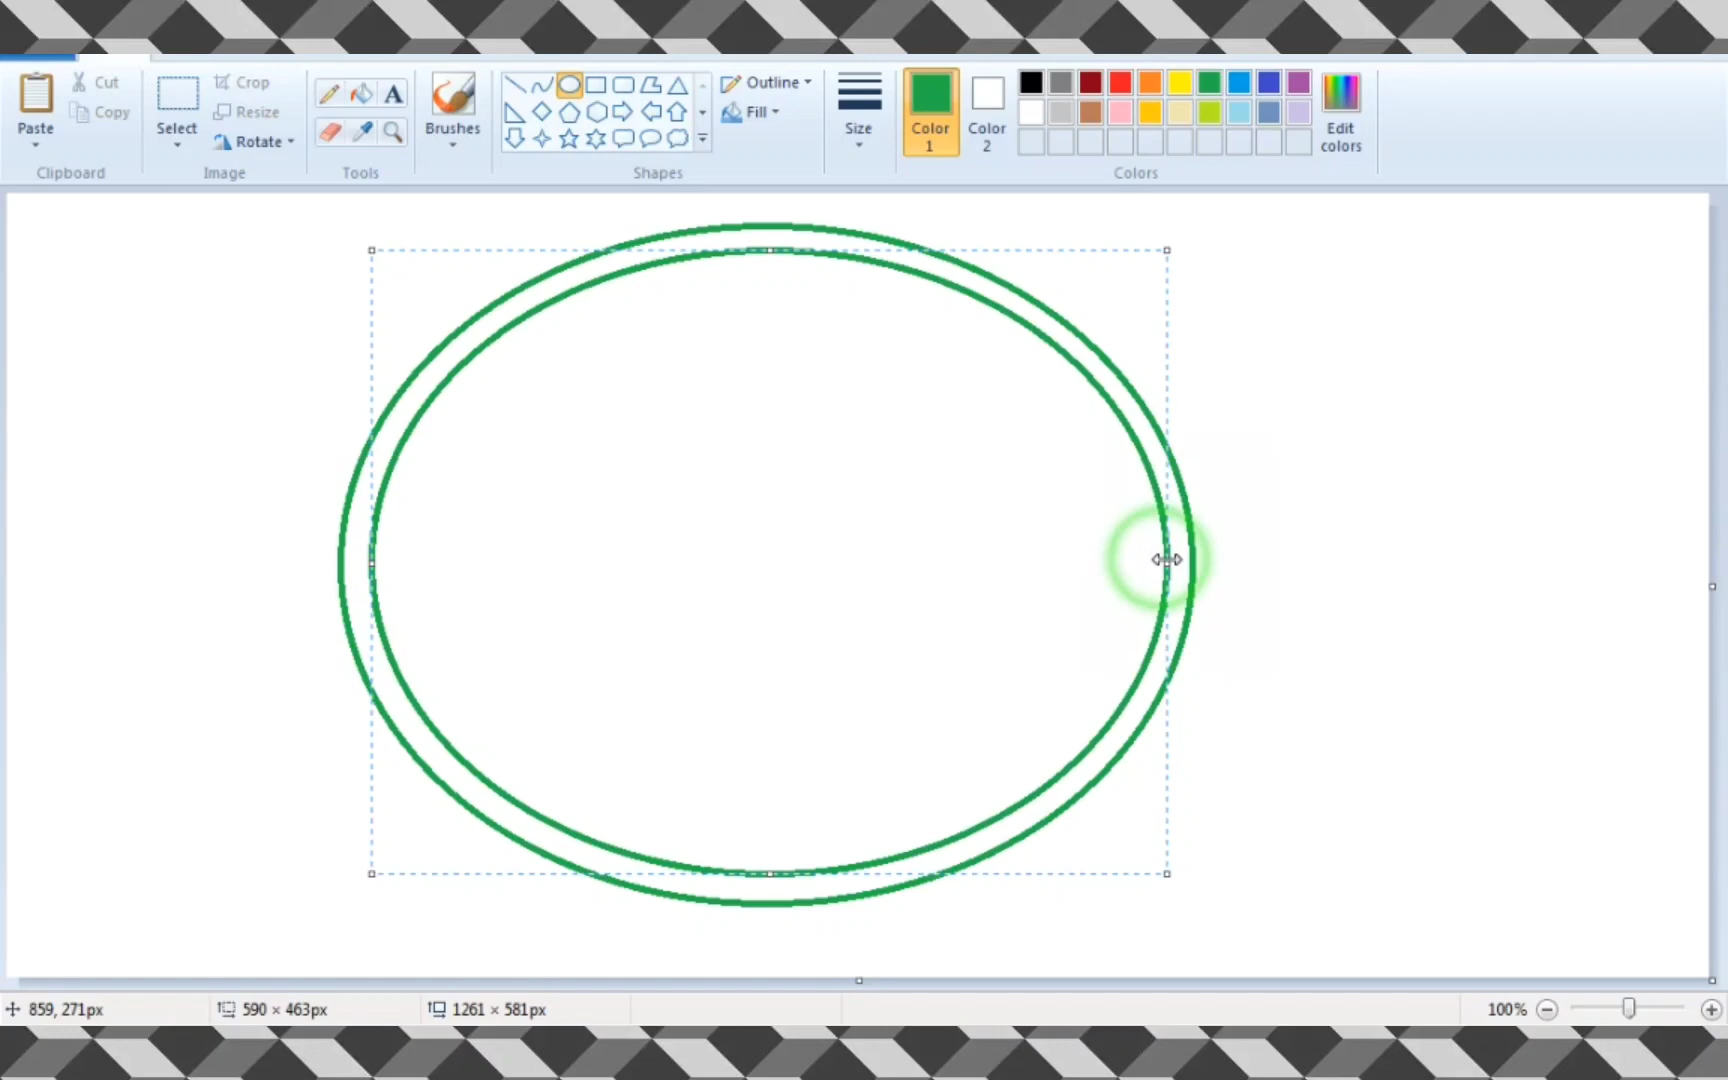 Paste
Cut
Copy
Clipboard
Select
Crop
Resize
Rotate
Image
A
Tools
Brushes
Outline
Fill
Shapes
Size
Color
1
Color
2
Edit
colors
Colors
859, 271px
590 × 463px
1261 × 581px
100%